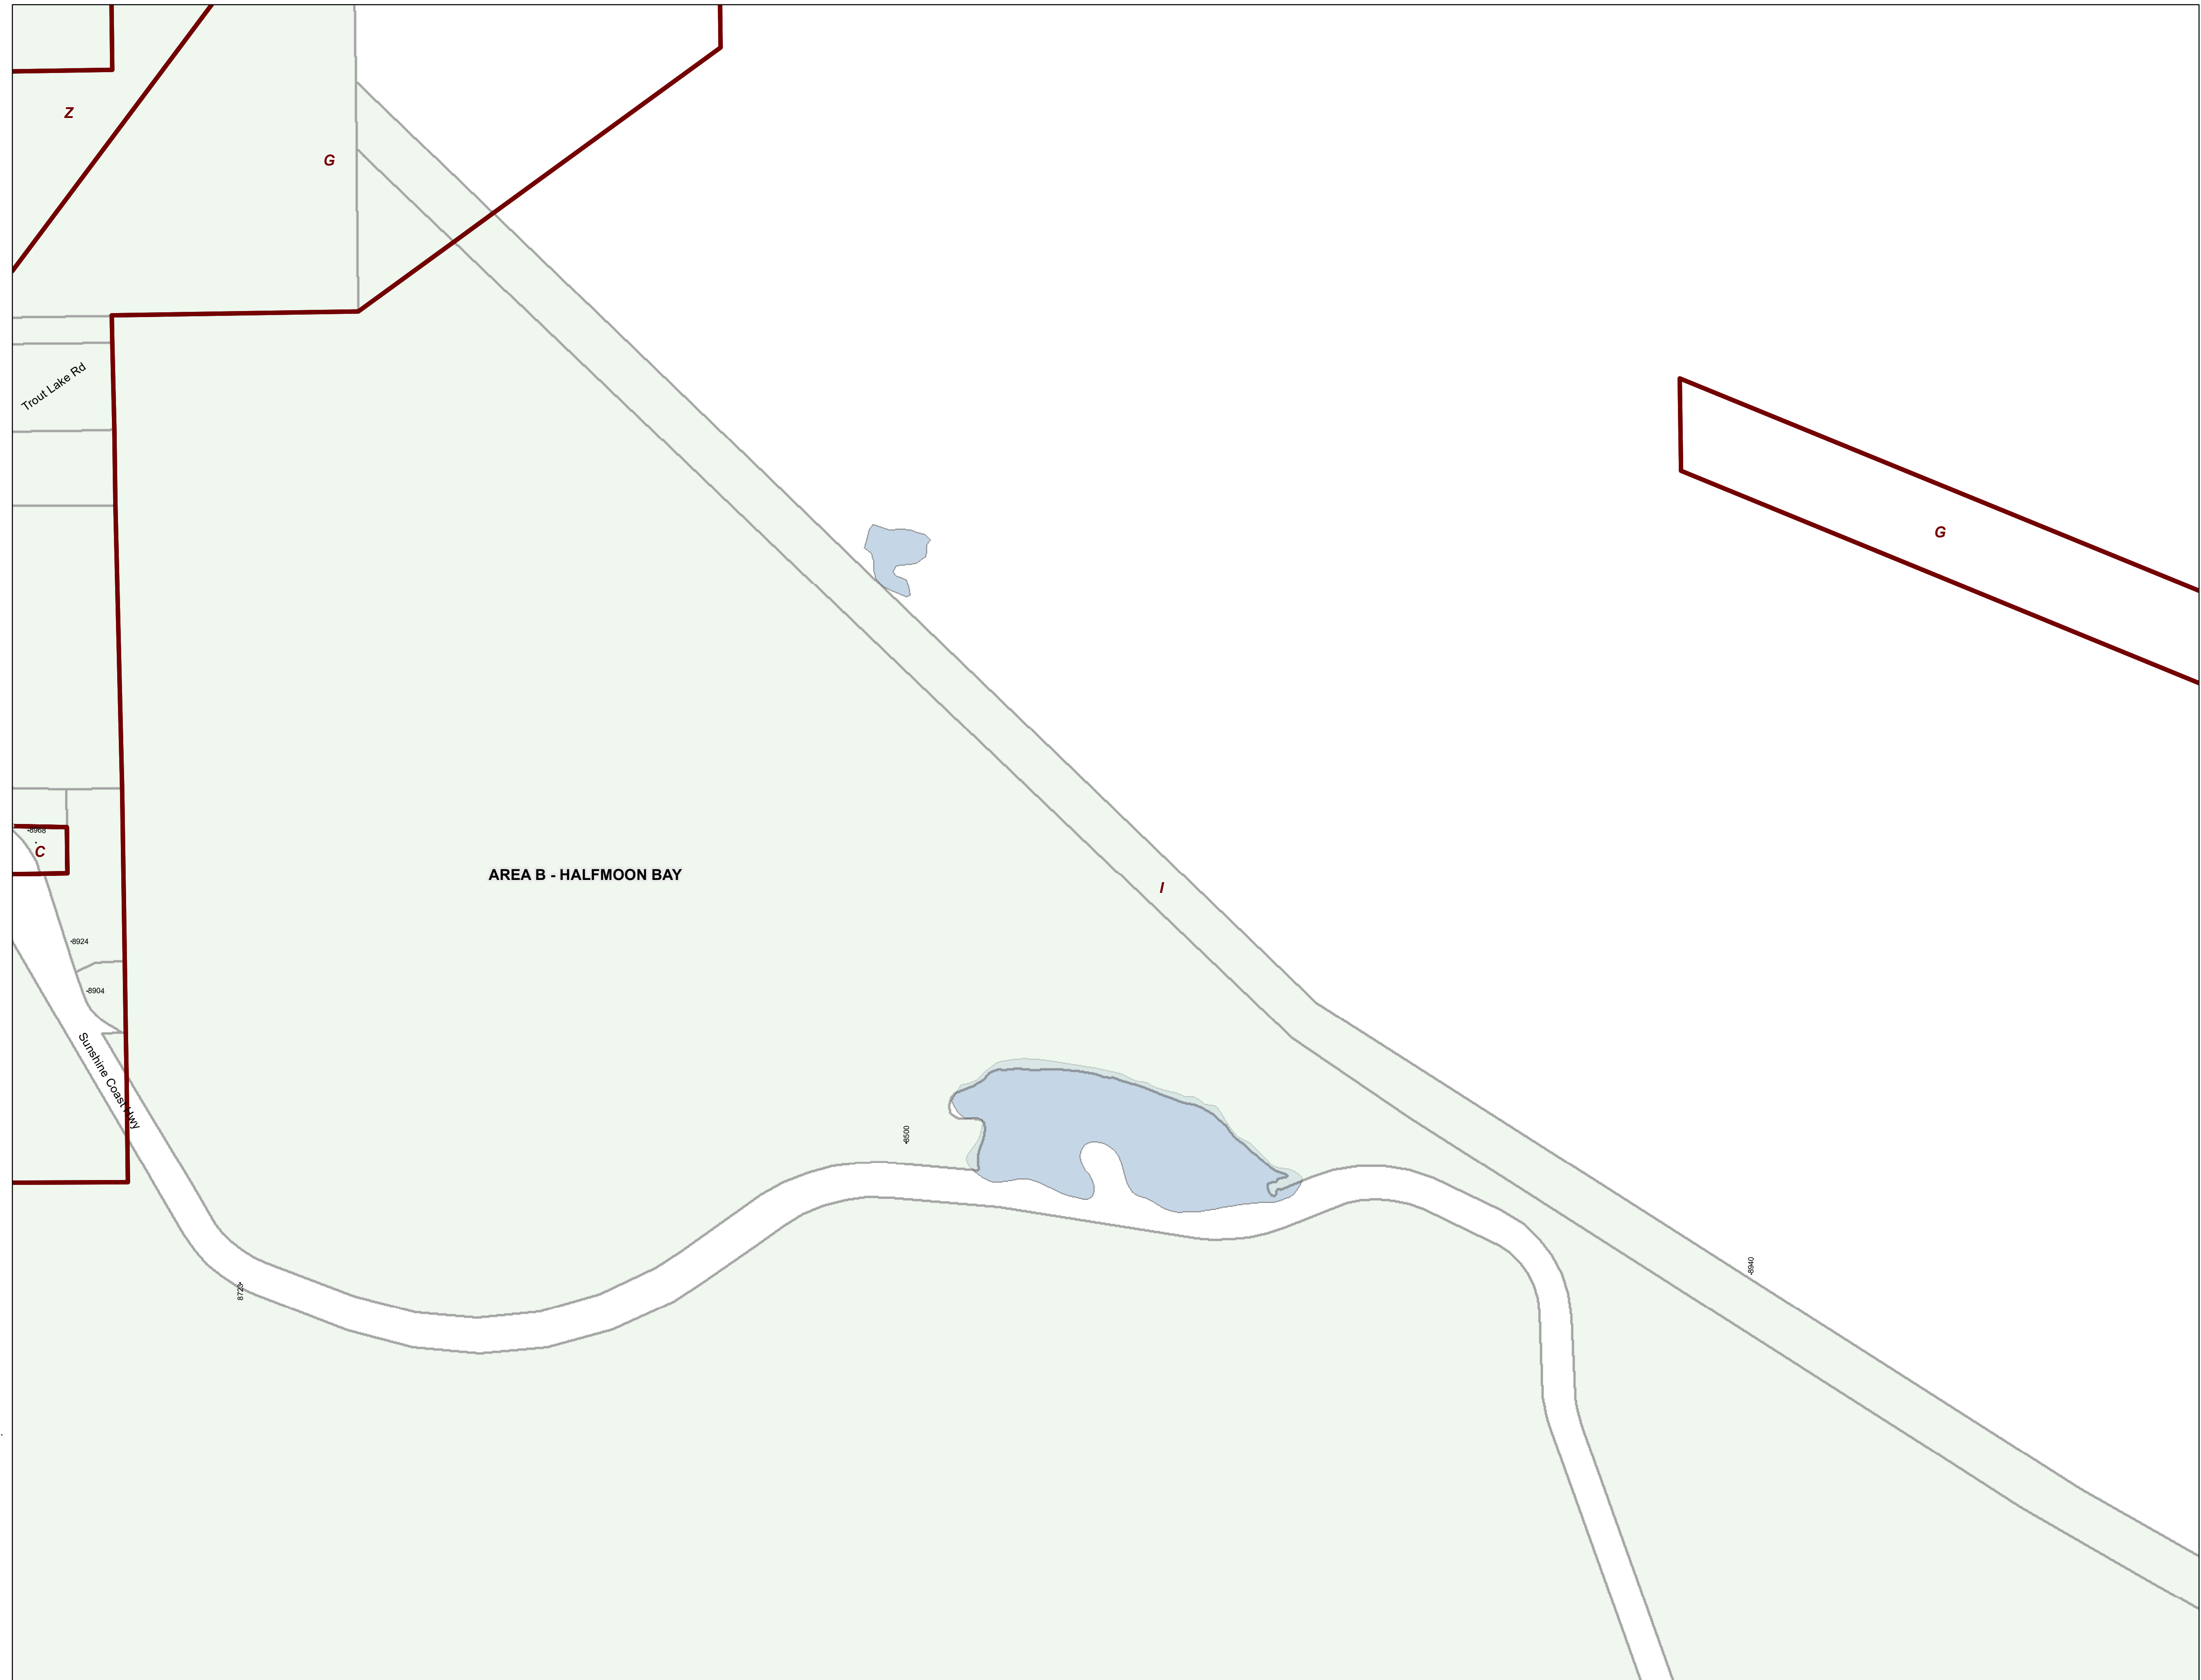 Z
G
Trout Lake Rd
G
8968
C
AREA B - HALFMOON BAY
I
8924
8904
Sunshine Coast Hwy
8500
8940